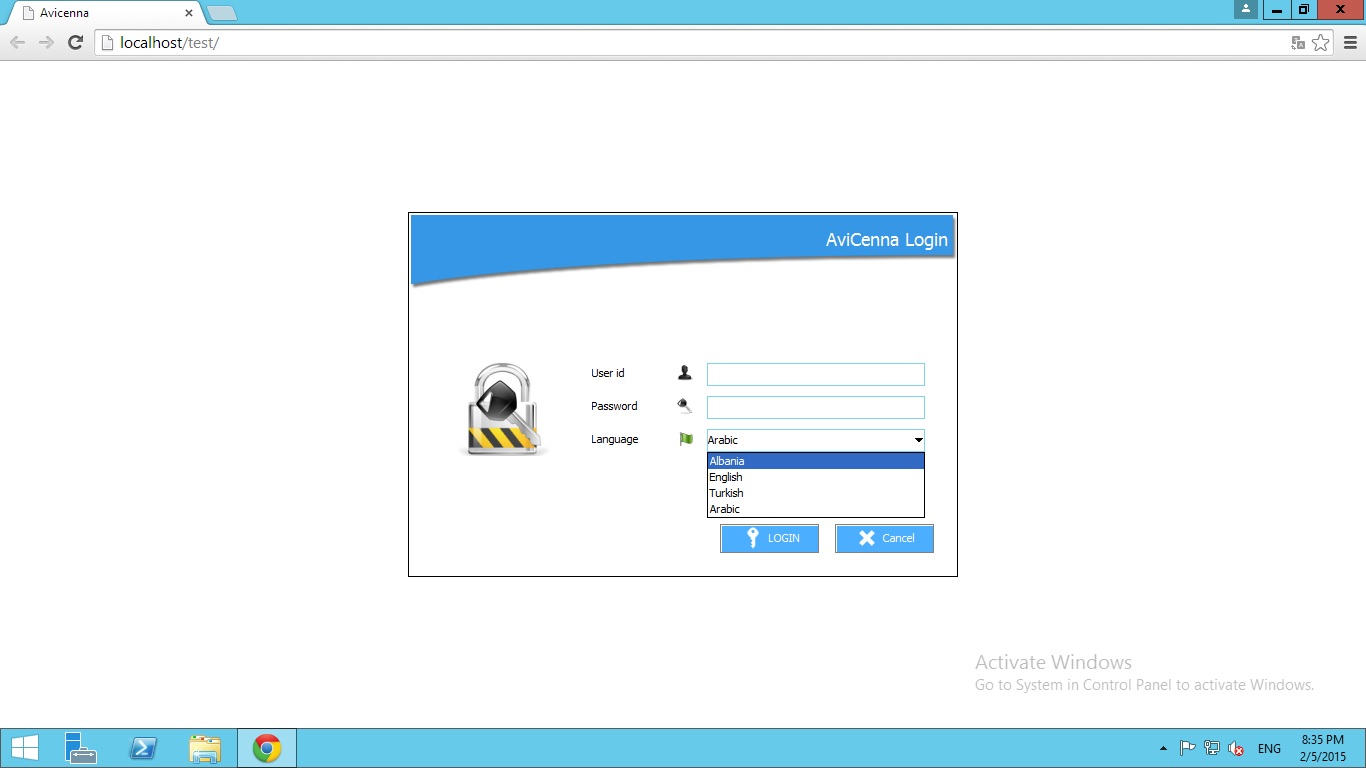 Avicenna
localhost/test/
AviCenna Login
User id
Password
Language
Arabic
Albania
English
Turkish
Arabic
LOGIN
Cancel
Activate Windows
Go to System in Control Panel to activate Windows.
ENG
8:35 PM
2/5/2015